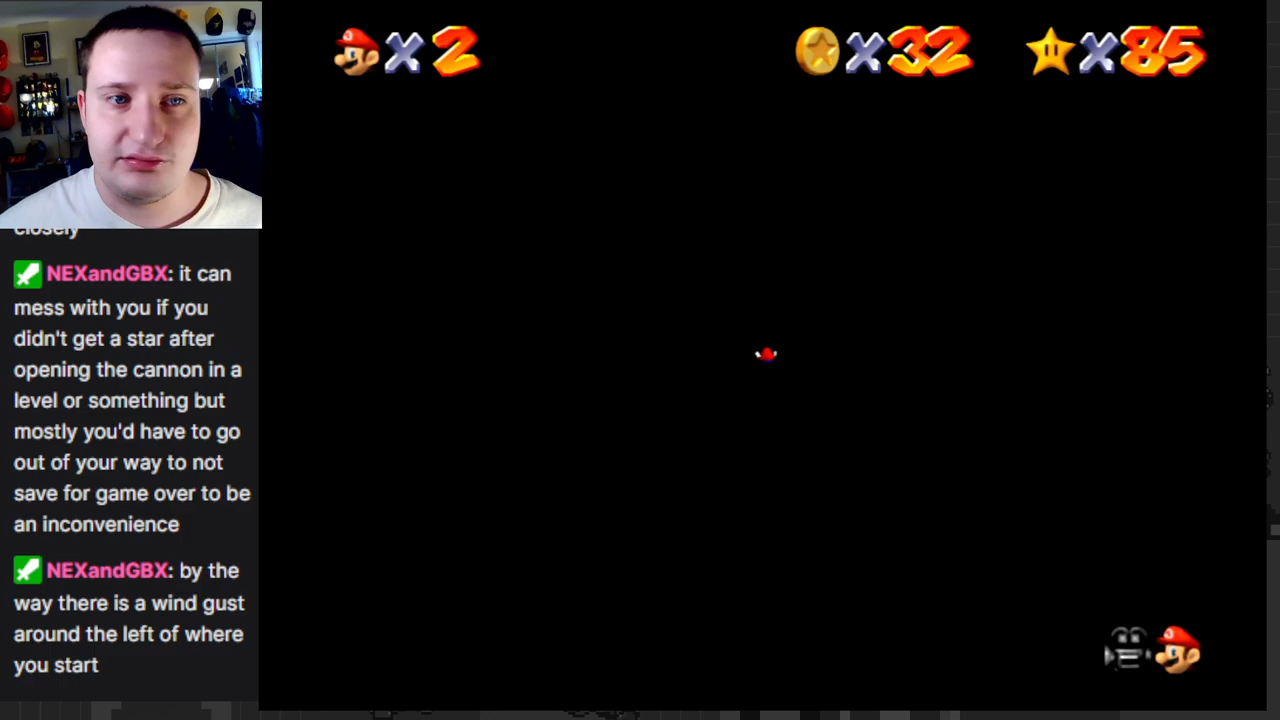 x 2 x 32 x 85
closely
NEXandGBX: it can
mess with you if you
didn't get a star after
opening the cannon in a
level or something but
mostly you'd have to go
out of your way to not
save for game over to be
an inconvenience
NEXandGBX: by the
way there is a wind gust
around the left of where
you start